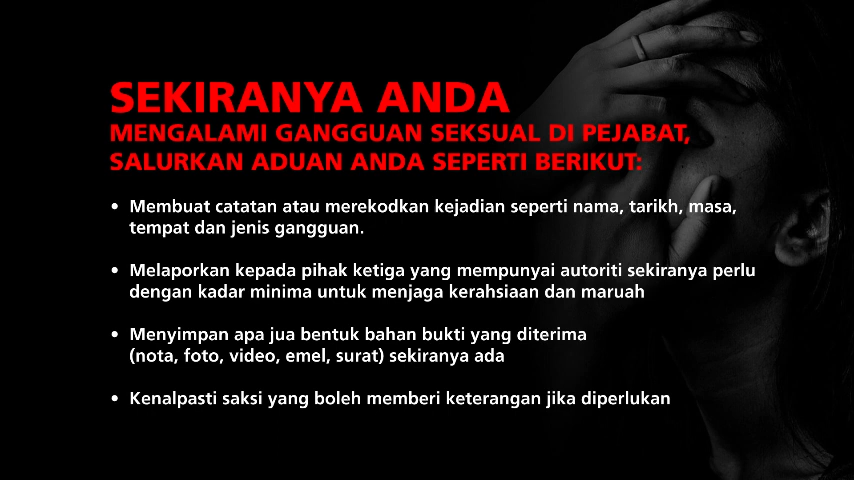 SEKIRANYA ANDA
MENGALAMI GANGGUAN SEKSUAL DI PEJABAT,
SALURKAN ADUAN ANDA SEPERTI BERIKUT:
• Membuat catatan atau merekodkan kejadian seperti nama, tarikh, masa,
tempat dan jenis gangguan.
• Melaporkan kepada pihak ketiga yang mempunyai autoriti sekiranya perlu
dengan kadar minima untuk menjaga kerahsiaan dan maruah
• Menyimpan apa jua bentuk bahan bukti yang diterima
(nota, foto, video, emel, surat) sekiranya ada
• Kenalpasti saksi yang boleh memberi keterangan jika diperlukan